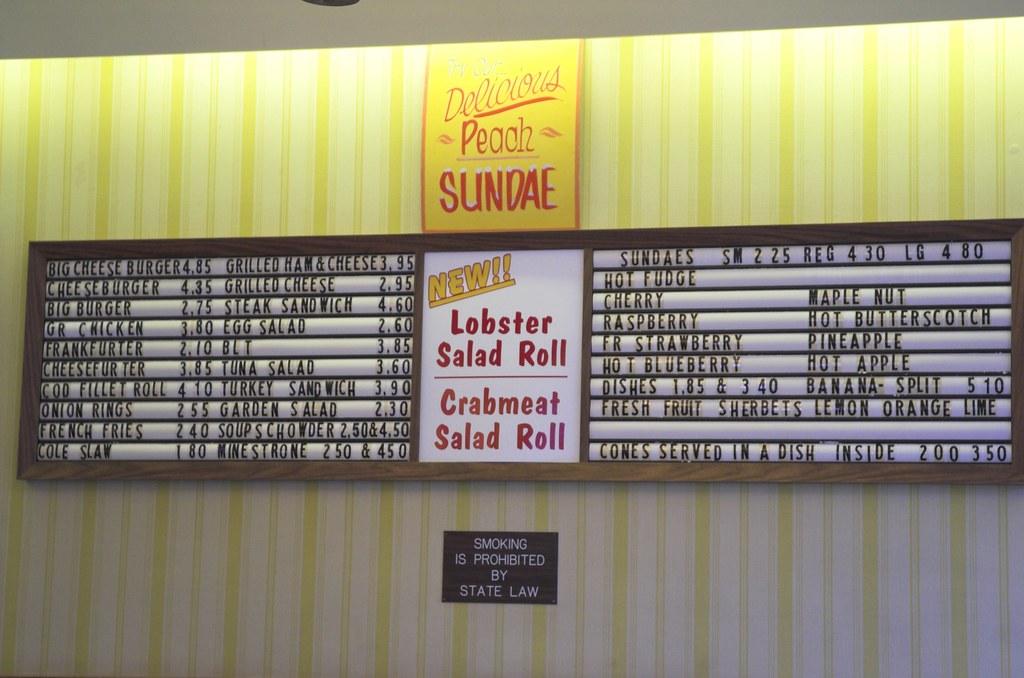 Try Our
Delicious
Peach
SUNDAE
BIG CHEESE BURGER 4.85 GRILLED HAM & CHEESE 3.95
CHEESEBURGER 4.35 GRILLED CHEESE 2.95
BIG BURGER 2.75 STEAK SANDWICH 4.60
GR CHICKEN 3.80 EGG SALAD 2.60
FRANKFURTER 2.10 BLT 3.85
CHEESEFURTER 3.85 TUNA SALAD 3.60
COD FILLET ROLL 4 10 TURKEY SANDWICH 3.90
ONION RINGS 2 55 GARDEN SALAD 2.30
FRENCH FRIES 2 40 SOUPS CHOWDER 2.50&4.50
COLE SLAW 1 80 MINESTRONE 2 50 & 4 50
NEW!!
Lobster
Salad Roll
Crabmeat
Salad Roll
SUNDAES SM 2 25 REG 4 30 LG 4 80
HOT FUDGE
CHERRY MAPLE NUT
RASPBERRY HOT BUTTERSCOTCH
FR STRAWBERRY PINEAPPLE
HOT BLUEBERRY HOT APPLE
DISHES 1.85 & 3 40 BANANA- SPLIT 5 10
FRESH FRUIT SHERBETS LEMON ORANGE LIME
CONES SERVED IN A DISH INSIDE 2 00 3 50
SMOKING
IS PROHIBITED
BY
STATE LAW